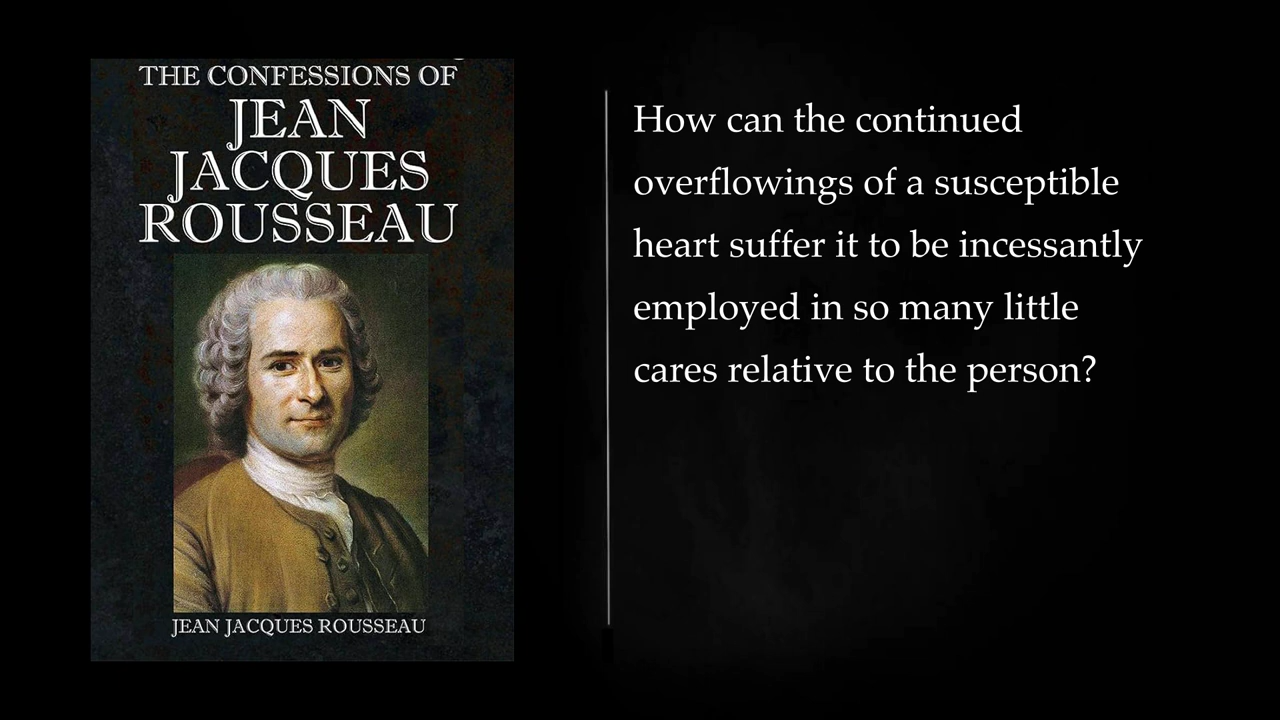 THE CONFESSIONS OF
JEAN
JACQUES
ROUSSEAU
JEAN JACQUES ROUSSEAU
How can the continued
overflowings of a susceptible
heart suffer it to be incessantly
employed in so many little
cares relative to the person?